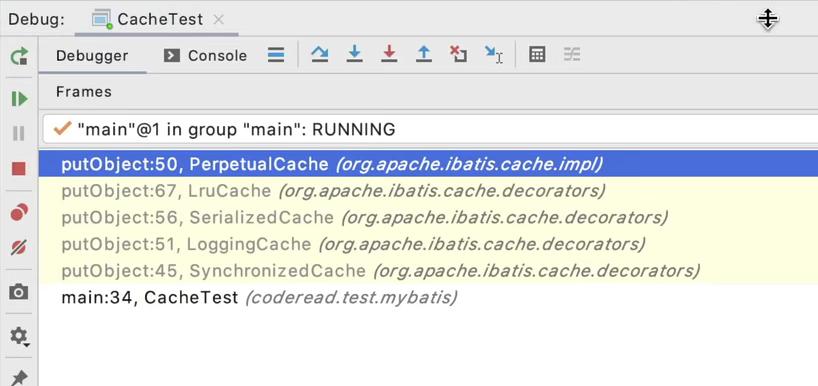 Debug: CacheTest
Debugger Console
Frames
"main"@1 in group "main": RUNNING
putObject:50, PerpetualCache (org.apache.ibatis.cache.impl)
putObject:67, LruCache (org.apache.ibatis.cache.decorators)
putObject:56, SerializedCache (org.apache.ibatis.cache.decorators)
putObject:51, LoggingCache (org.apache.ibatis.cache.decorators)
putObject:45, SynchronizedCache (org.apache.ibatis.cache.decorators)
main:34, CacheTest (coderead.test.mybatis)